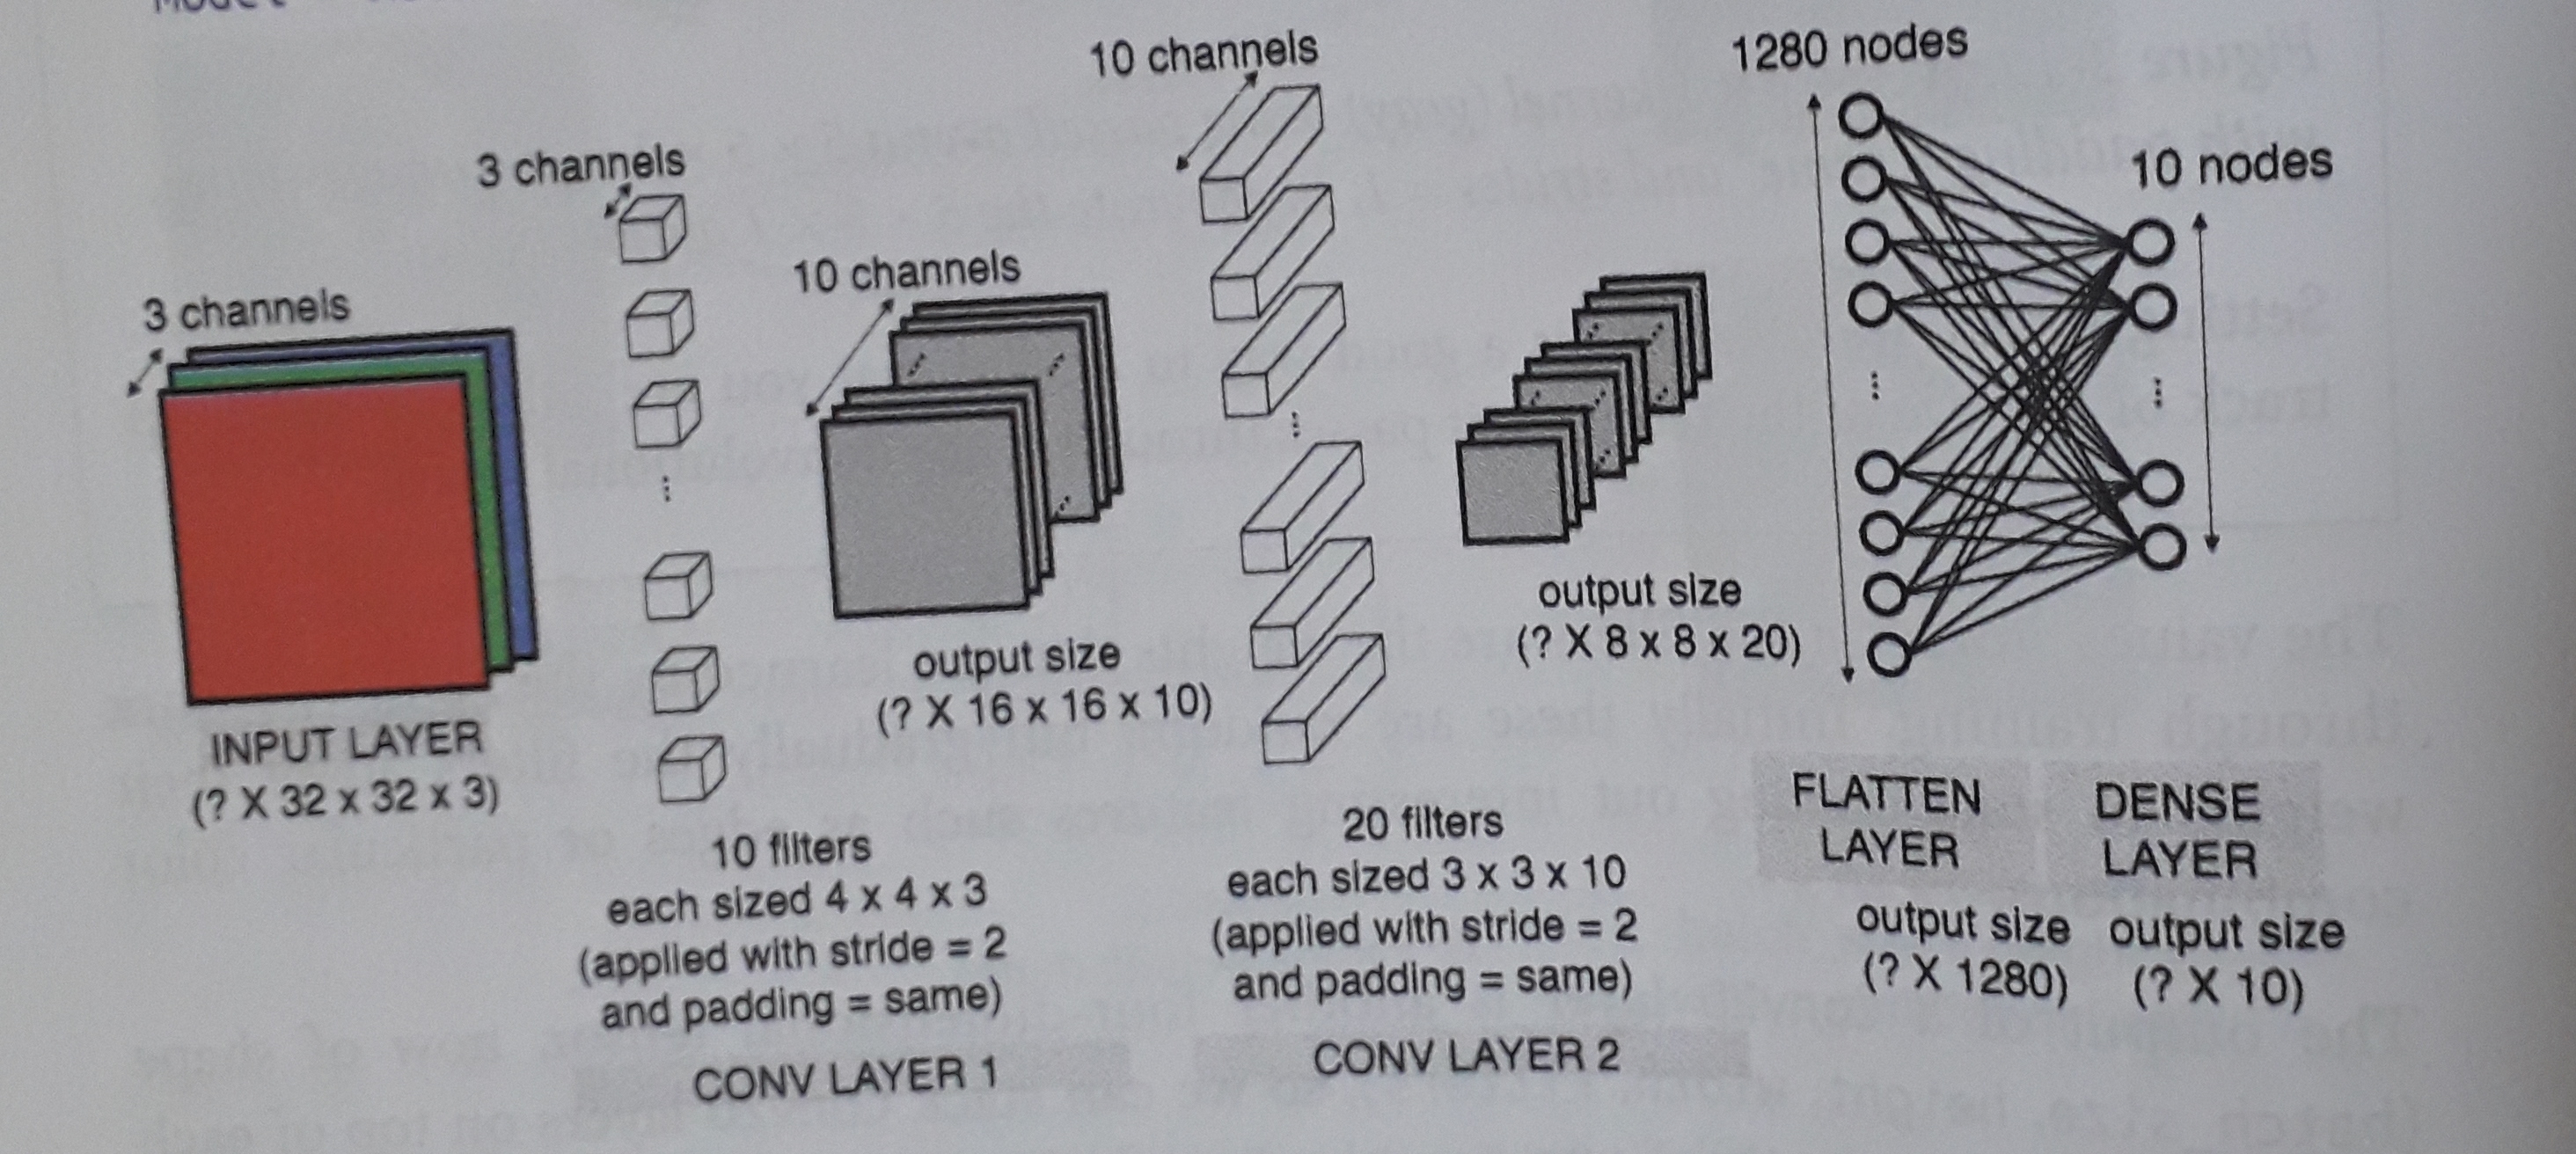 3 channels
INPUT LAYER
(? X 32 x 32 x 3)
3 channels
10 filters
each sized 4 x 4 x 3
(applied with stride = 2
and padding = same)
CONV LAYER 1
10 channels
output size
(? X 16 x 16 x 10)
10 channels
20 filters
each sized 3 x 3 x 10
(applied with stride = 2
and padding = same)
CONV LAYER 2
output size
(? X 8 x 8 x 20)
1280 nodes
FLATTEN
LAYER
output size
(? X 1280)
10 nodes
DENSE
LAYER
output size
(? X 10)